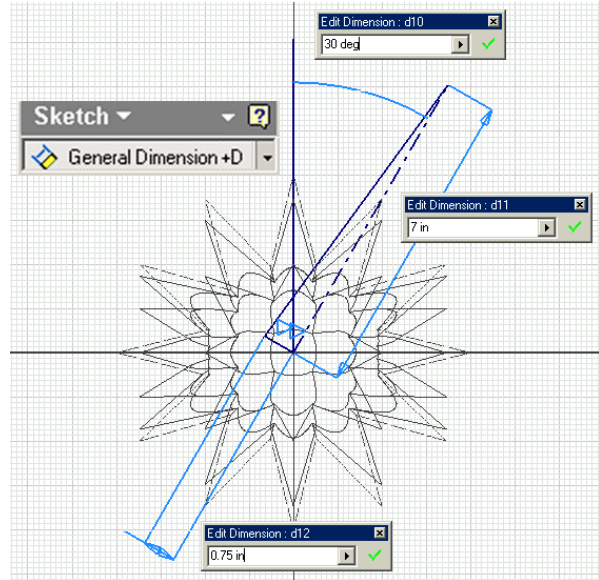 Edit Dimension : d10
30 deg
Sketch
General Dimension +D
Edit Dimension : d11
7 in
Edit Dimension : d12
0.75 in